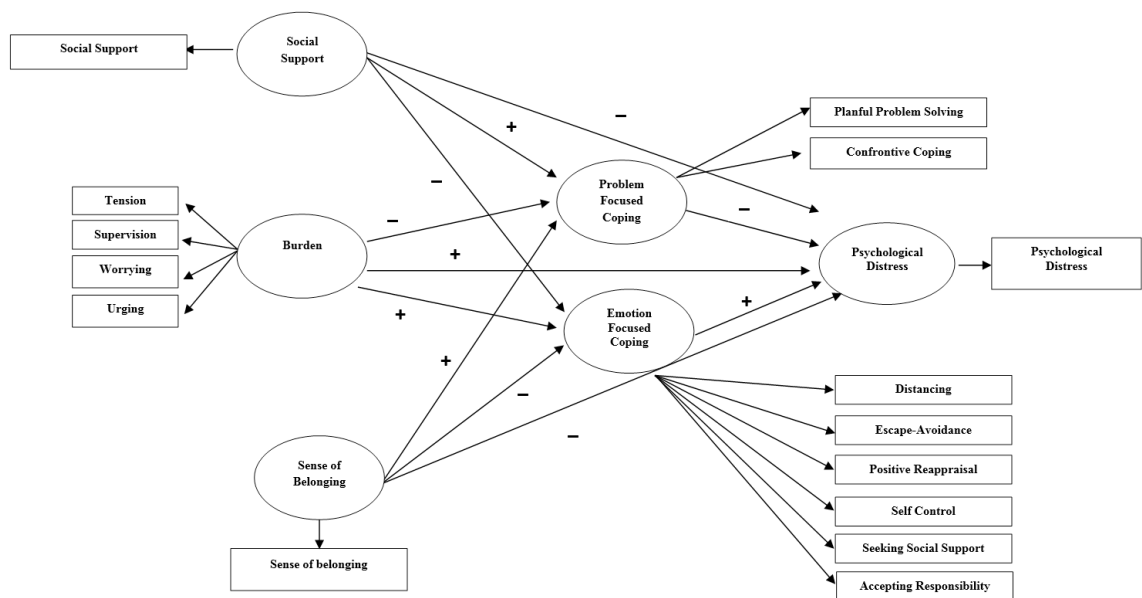 Social Support
Social
Support
+
−
Planful Problem Solving
Confrontive Coping
−
Problem
Focused
Coping
−
Tension
Supervision
Worrying
Urging
Burden
−
+
+
Psychological
Distress
Psychological
Distress
+
Emotion
Focused
Coping
+
−
−
Sense of
Belonging
Sense of belonging
Distancing
Escape-Avoidance
Positive Reappraisal
Self Control
Seeking Social Support
Accepting Responsibility